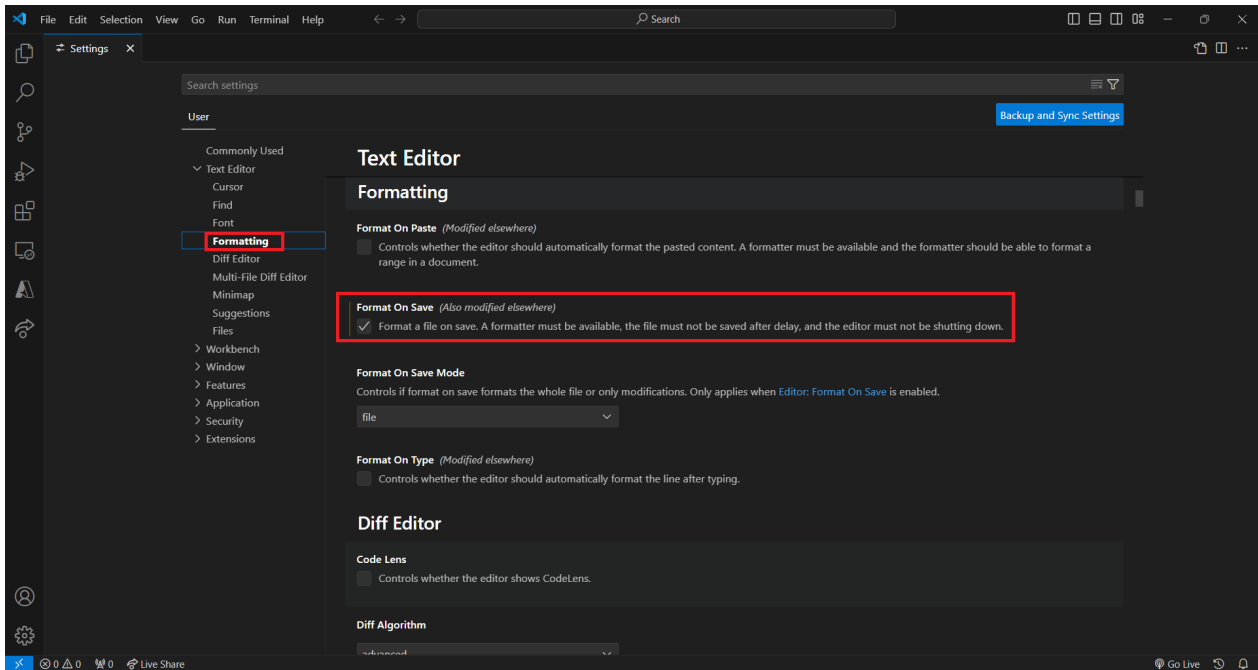 File Edit Selection View Go Run Terminal Help
Search
Settings
Search settings
User
Backup and Sync Settings
Commonly Used
Text Editor
Cursor
Find
Font
Formatting
Diff Editor
Multi-File Diff Editor
Minimap
Suggestions
Files
Workbench
Window
Features
Application
Security
Extensions
Text Editor
Formatting
Format On Paste (Modified elsewhere)
Controls whether the editor should automatically format the pasted content. A formatter must be available and the formatter should be able to format a
range in a document.
Format On Save (Also modified elsewhere)
Format a file on save. A formatter must be available, the file must not be saved after delay, and the editor must not be shutting down.
Format On Save Mode
Controls if format on save formats the whole file or only modifications. Only applies when Editor: Format On Save is enabled.
file
Format On Type (Modified elsewhere)
Controls whether the editor should automatically format the line after typing.
Diff Editor
Code Lens
Controls whether the editor shows CodeLens.
Diff Algorithm
advanced
0 0 0 Live Share
Go Live